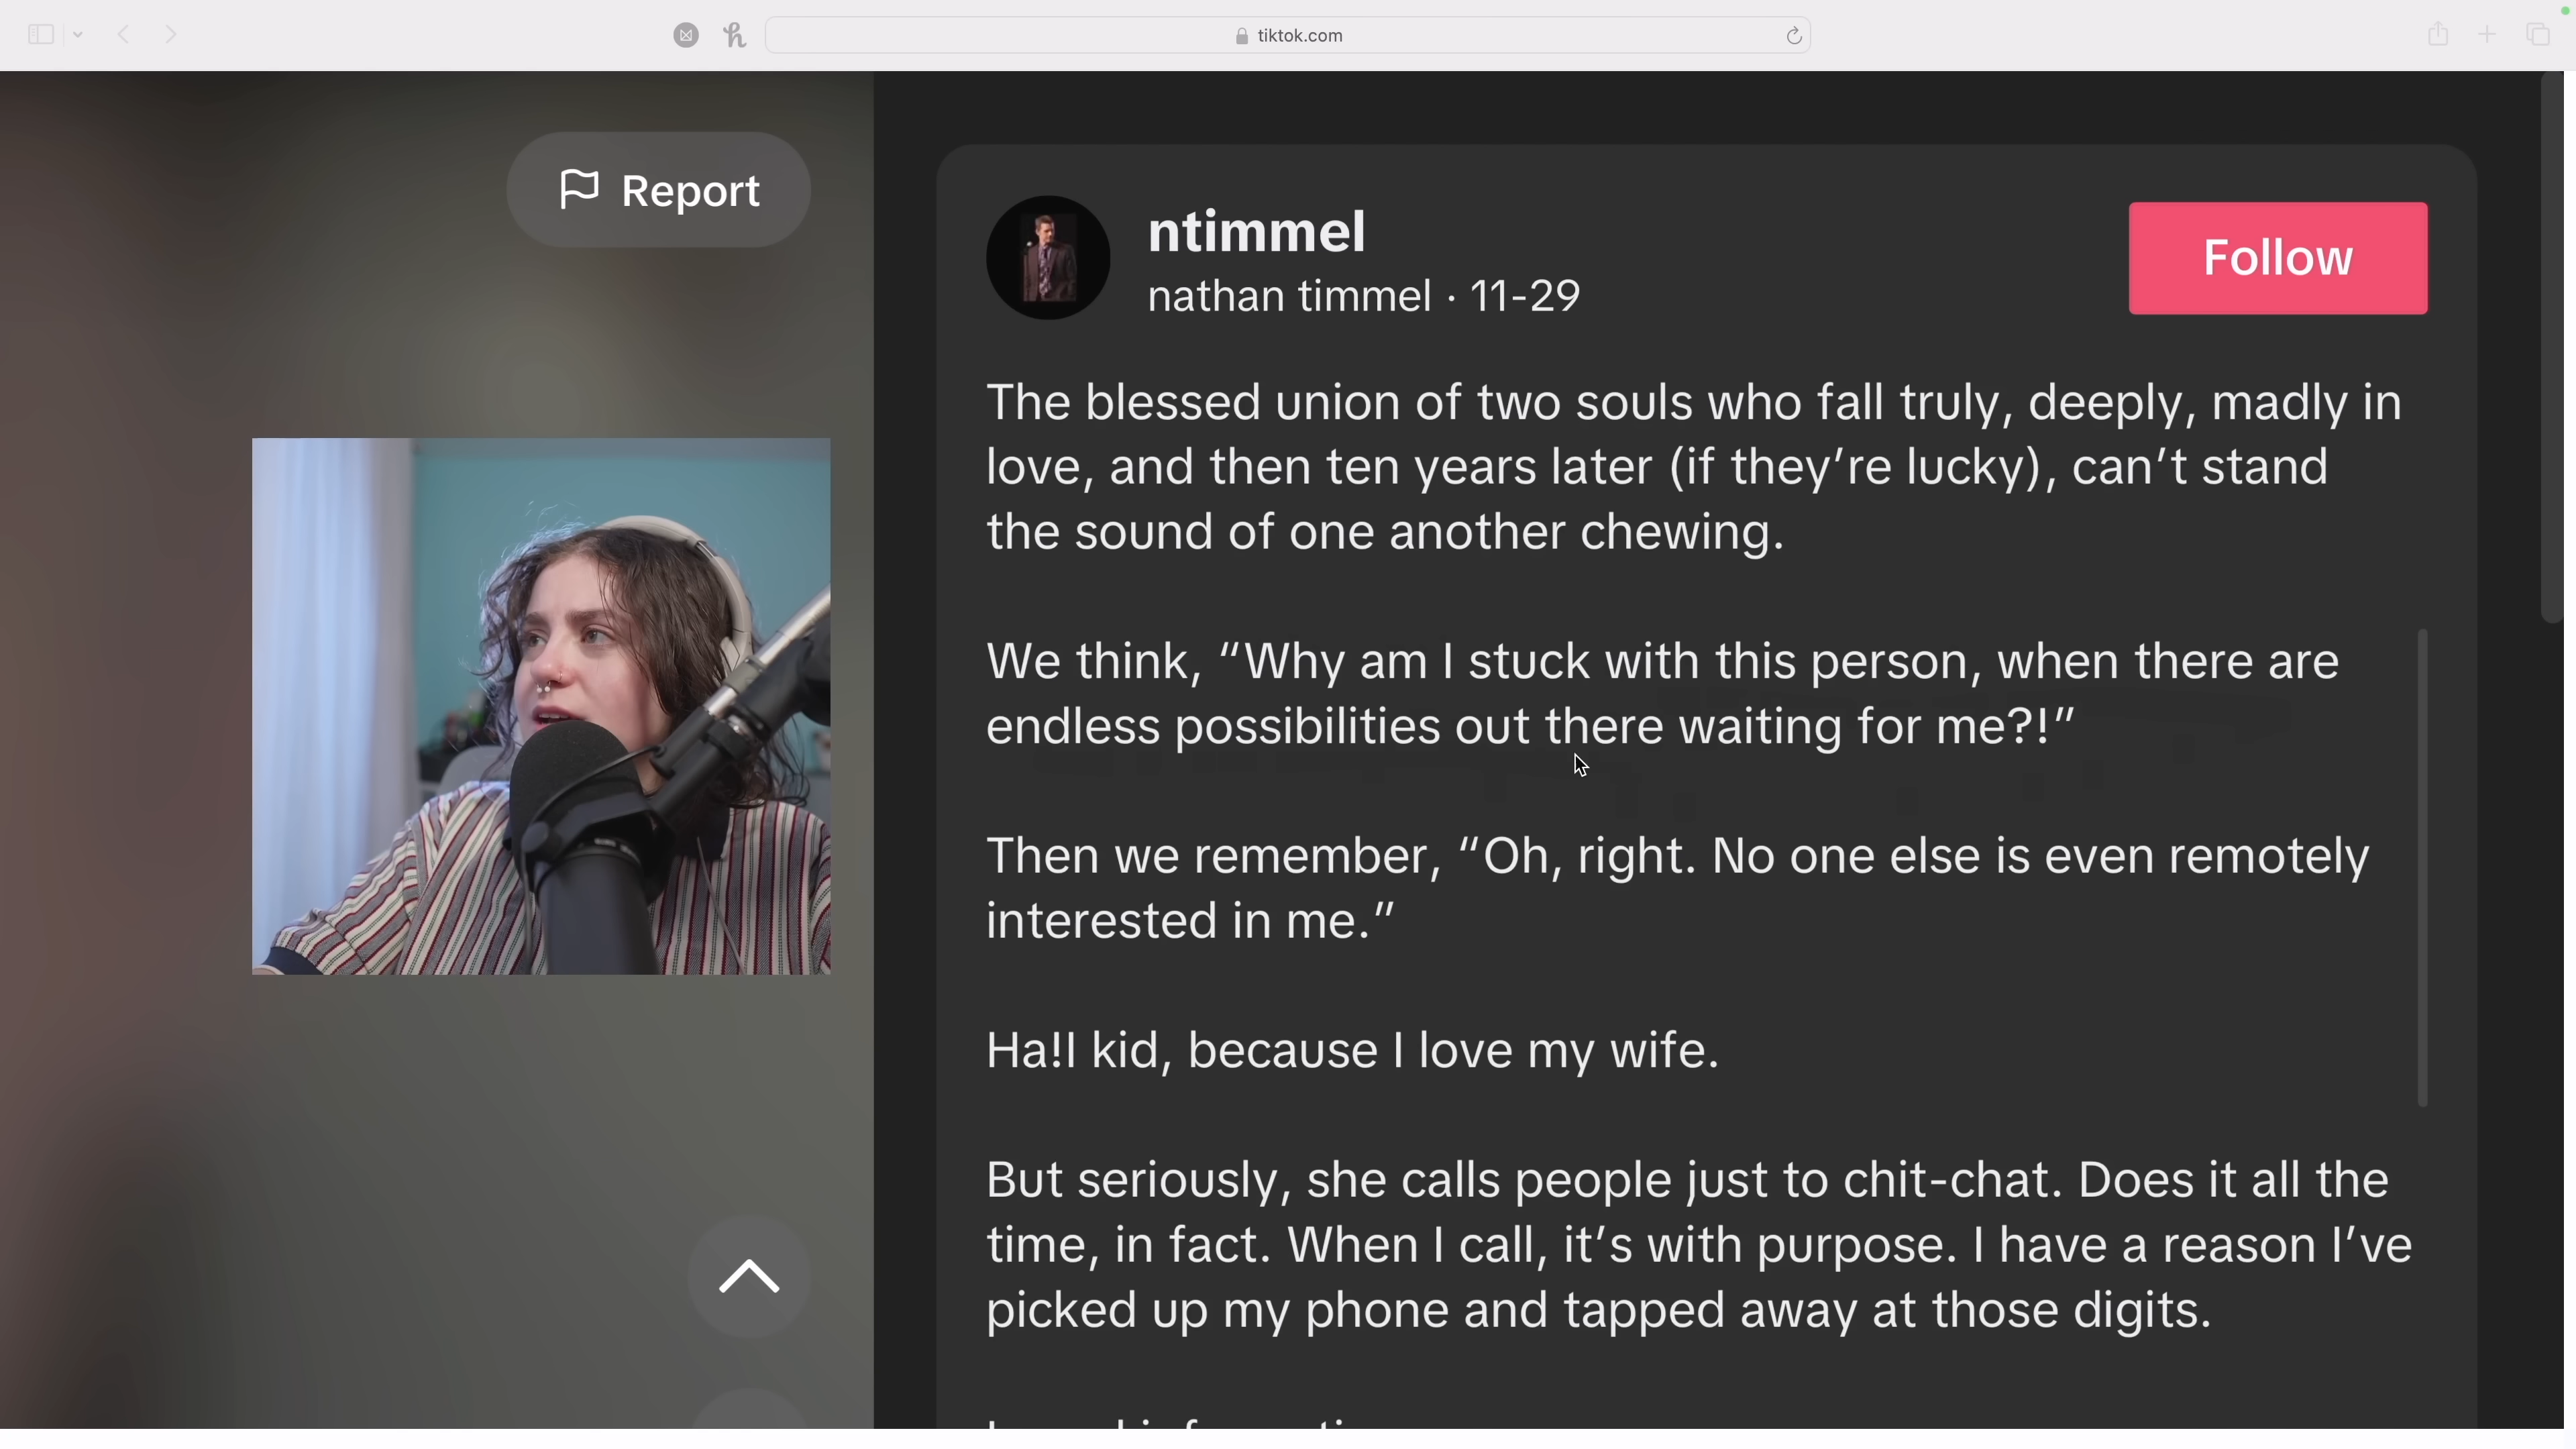 tiktok.com
Report
ntimmel
nathan timmel · 11-29
Follow
The blessed union of two souls who fall truly, deeply, madly in
love, and then ten years later (if they’re lucky), can’t stand
the sound of one another chewing.
We think, “Why am I stuck with this person, when there are
endless possibilities out there waiting for me?!”
Then we remember, “Oh, right. No one else is even remotely
interested in me.”
Ha!I kid, because I love my wife.
But seriously, she calls people just to chit-chat. Does it all the
time, in fact. When I call, it’s with purpose. I have a reason I’ve
picked up my phone and tapped away at those digits.